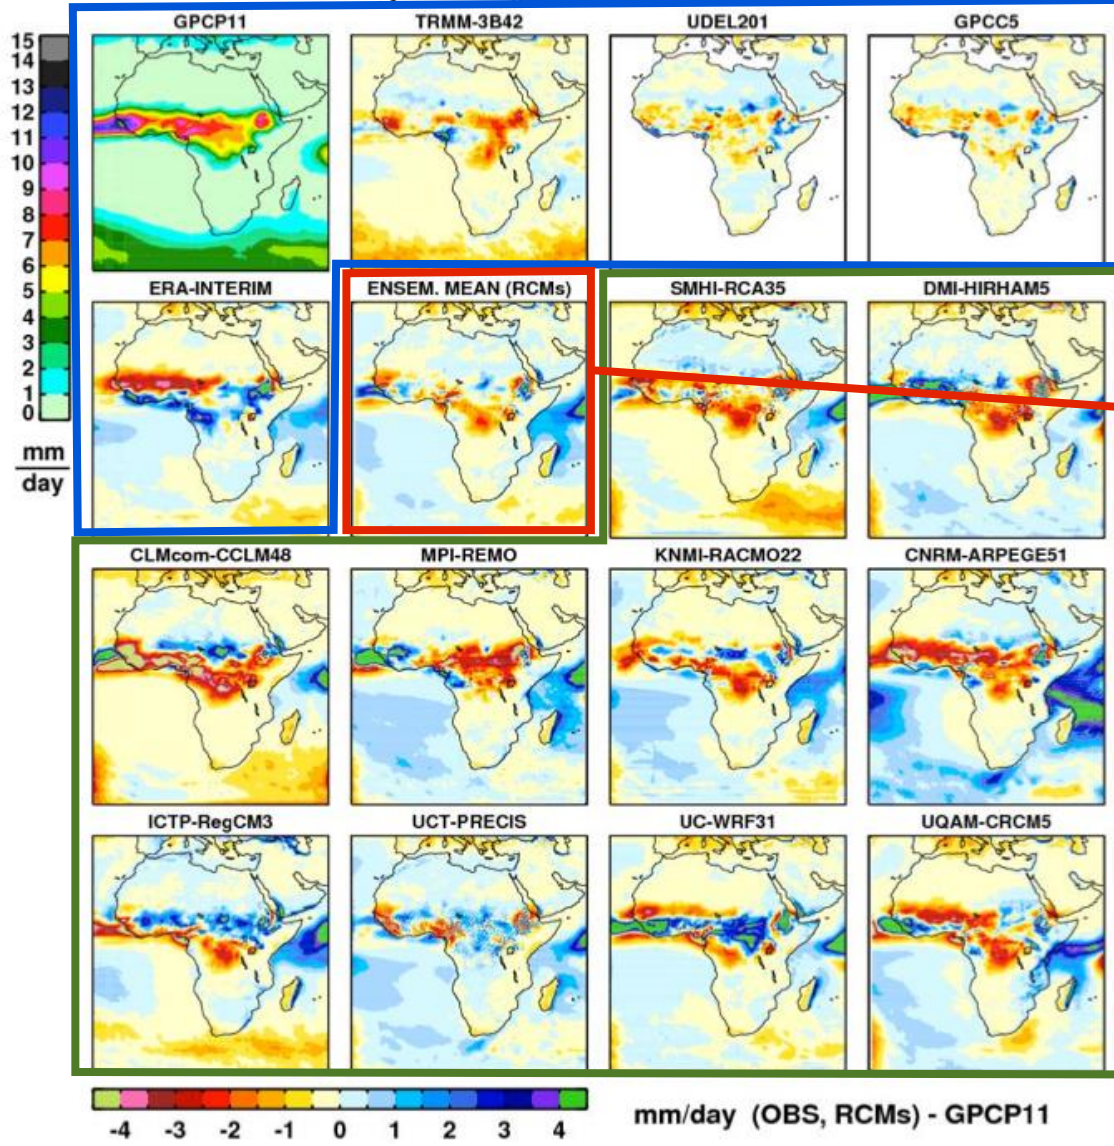 GPCP11 TRMM-3B42 UDEL201 GPCC5
15
14
13
12
11
10
9
8
7
6
5
4
3
2
1
0
mm
day
ERA-INTERIM ENSEM. MEAN (RCMs) SMHI-RCA35 DMI-HIRHAM5
CLMcom-CCLM48 MPI-REMO KNMI-RACMO22 CNRM-ARPEGE51
ICTP-RegCM3 UCT-PRECIS UC-WRF31 UQAM-CRCM5
-4 -3 -2 -1 0 1 2 3 4
mm/day (OBS, RCMs) - GPCP11